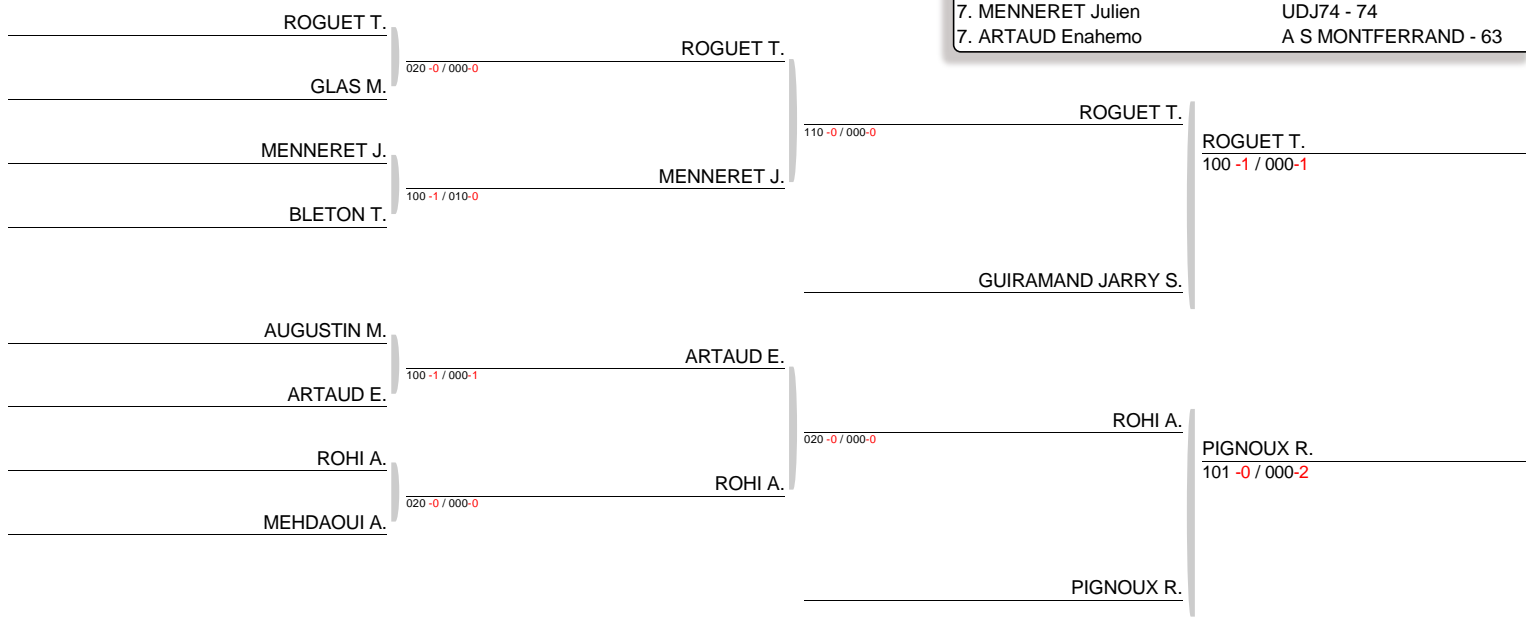 7. MENNERET Julien UDJ74 - 74
7. ARTAUD Enahemo A S MONTFERRAND - 63
ROGUET T.
GLAS M.
MENNERET J.
BLETON T.
AUGUSTIN M.
ARTAUD E.
ROHI A.
MEHDAOUI A.
ROGUET T.
020 -0 / 000-0
MENNERET J.
100 -1 / 010-0
ARTAUD E.
100 -1 / 000-1
ROHI A.
020 -0 / 000-0
ROGUET T.
110 -0 / 000-0
GUIRAMAND JARRY S.
ROHI A.
020 -0 / 000-0
PIGNOUX R.
ROGUET T.
100 -1 / 000-1
PIGNOUX R.
101 -0 / 000-2